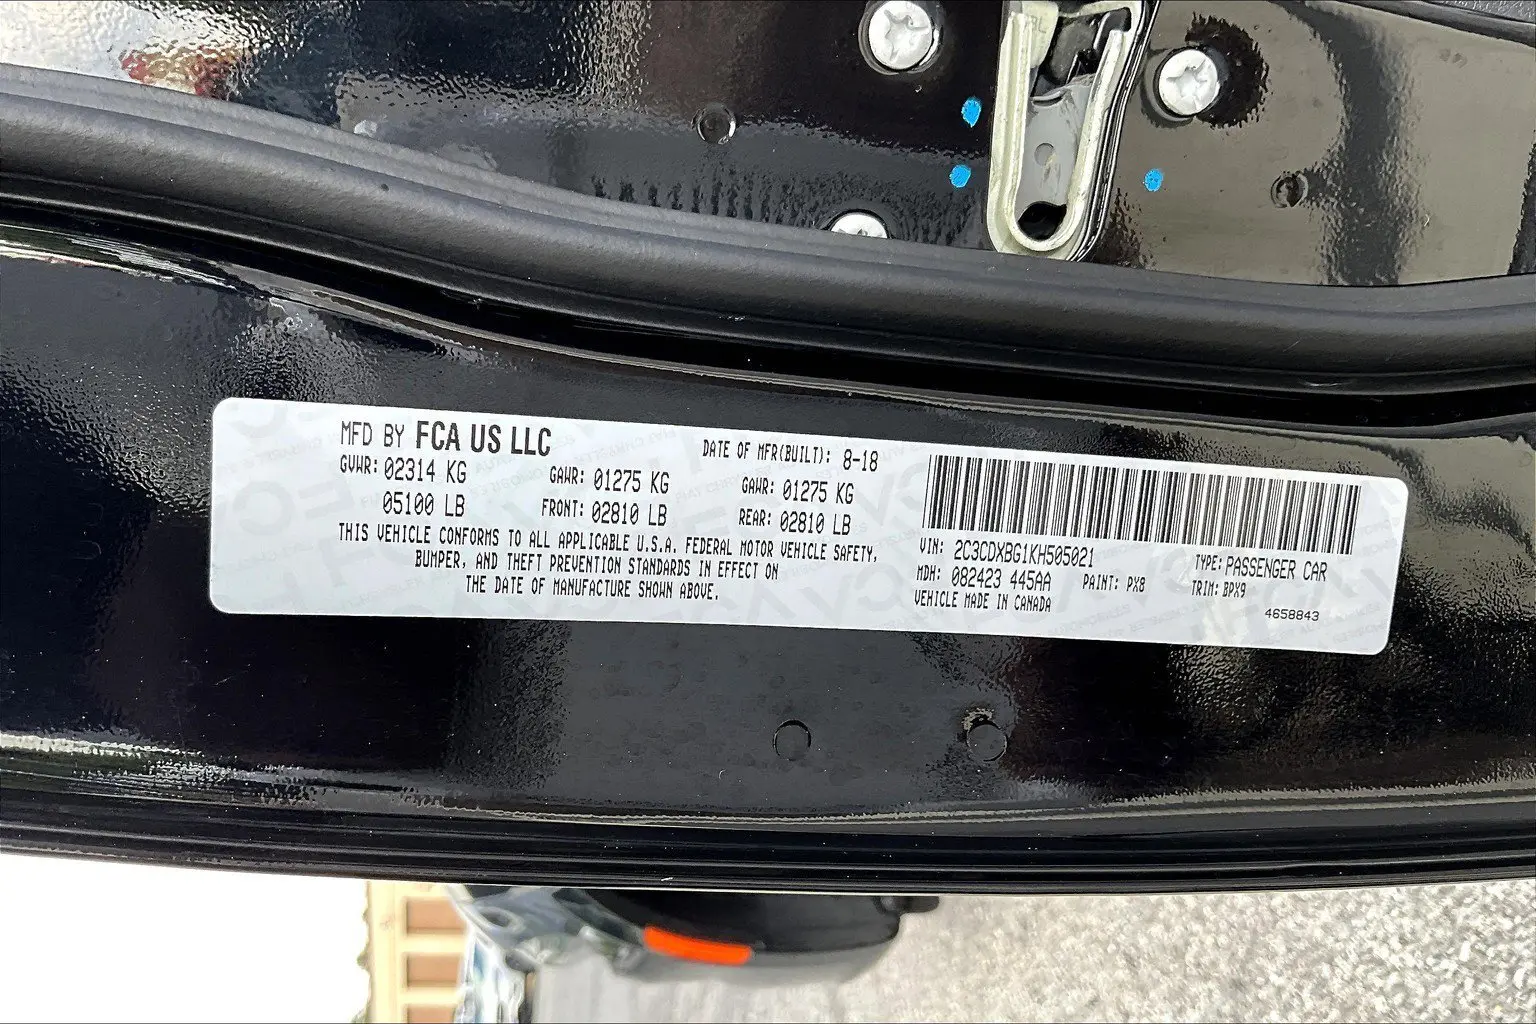 MFD BY FCA US LLC
DATE OF MFR(BUILT): 8-18
GVWR: 02314 KG
GAWR: 01275 KG
GAWR: 01275 KG
05100 LB
FRONT: 02810 LB
REAR: 02810 LB
THIS VEHICLE CONFORMS TO ALL APPLICABLE U.S.A. FEDERAL MOTOR VEHICLE SAFETY,
BUMPER, AND THEFT PREVENTION STANDARDS IN EFFECT ON
THE DATE OF MANUFACTURE SHOWN ABOVE.
VIN: 2C3CDXBG1KH505021
TYPE: PASSENGER CAR
MDH: 082423 445AA
PAINT: PX8
TRIM: BPX9
VEHICLE MADE IN CANADA
4658843